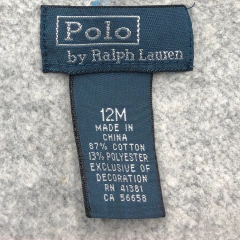 Polo
by Ralph Lauren
12M
MADE IN
CHINA
87% COTTON
13% POLYESTER
EXCLUSIVE OF
DECORATION
RN 41381
CA 56658